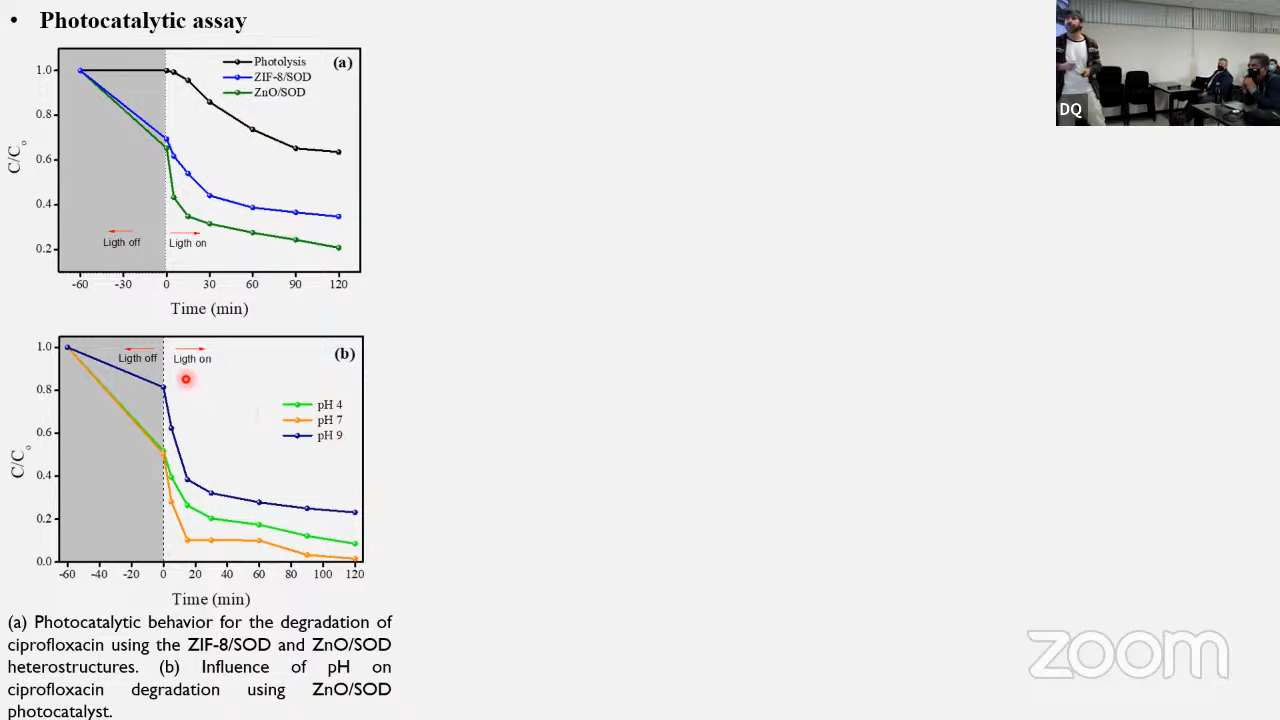 • Photocatalytic assay
(a)
Photolysis
ZIF-8/SOD
ZnO/SOD
1.0
0.8
0.6
0.4
0.2
C/Co
Ligth off
Ligth on
-60 -30 0 30 60 90 120
Time (min)
(b)
Ligth off
Ligth on
pH 4
pH 7
pH 9
1.0
0.8
0.6
0.4
0.2
0.0
C/Co
-60 -40 -20 0 20 40 60 80 100 120
Time (min)
(a) Photocatalytic behavior for the degradation of
ciprofloxacin using the ZIF-8/SOD and ZnO/SOD
heterostructures. (b) Influence of pH on
ciprofloxacin degradation using ZnO/SOD
photocatalyst.
DQ
zoom